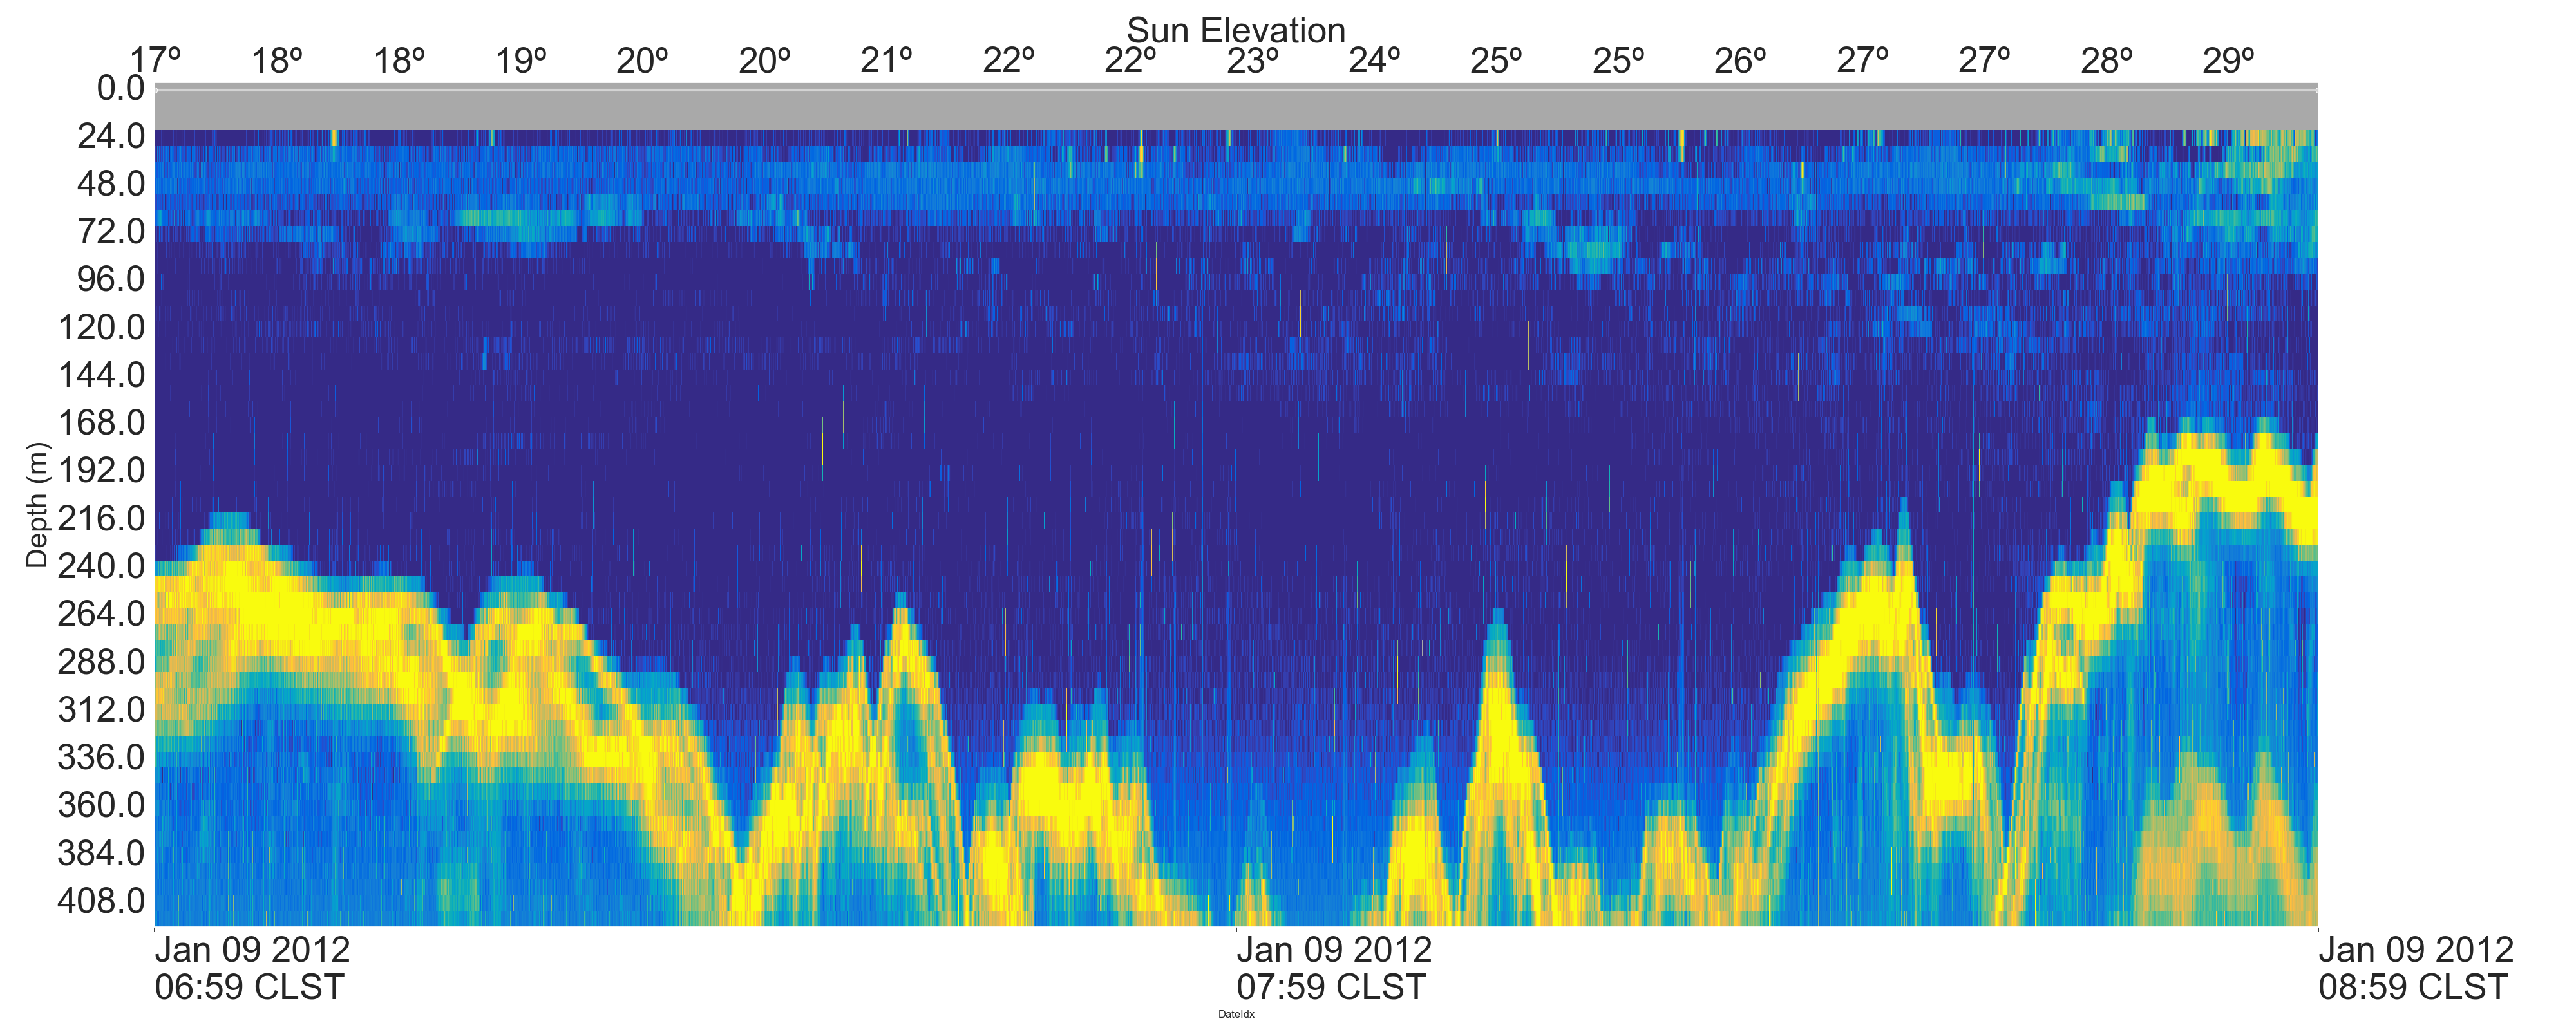 Sun Elevation
17º 18º 18º 19º 20º 20º 21º 22º 22º 23º 24º 25º 25º 26º 27º 27º 28º 29º
0.0
24.0
48.0
72.0
96.0
120.0
144.0
168.0
192.0
216.0
240.0
264.0
288.0
312.0
336.0
360.0
384.0
408.0
Depth (m)
Jan 09 2012
06:59 CLST
Jan 09 2012
07:59 CLST
Jan 09 2012
08:59 CLST
DateIdx